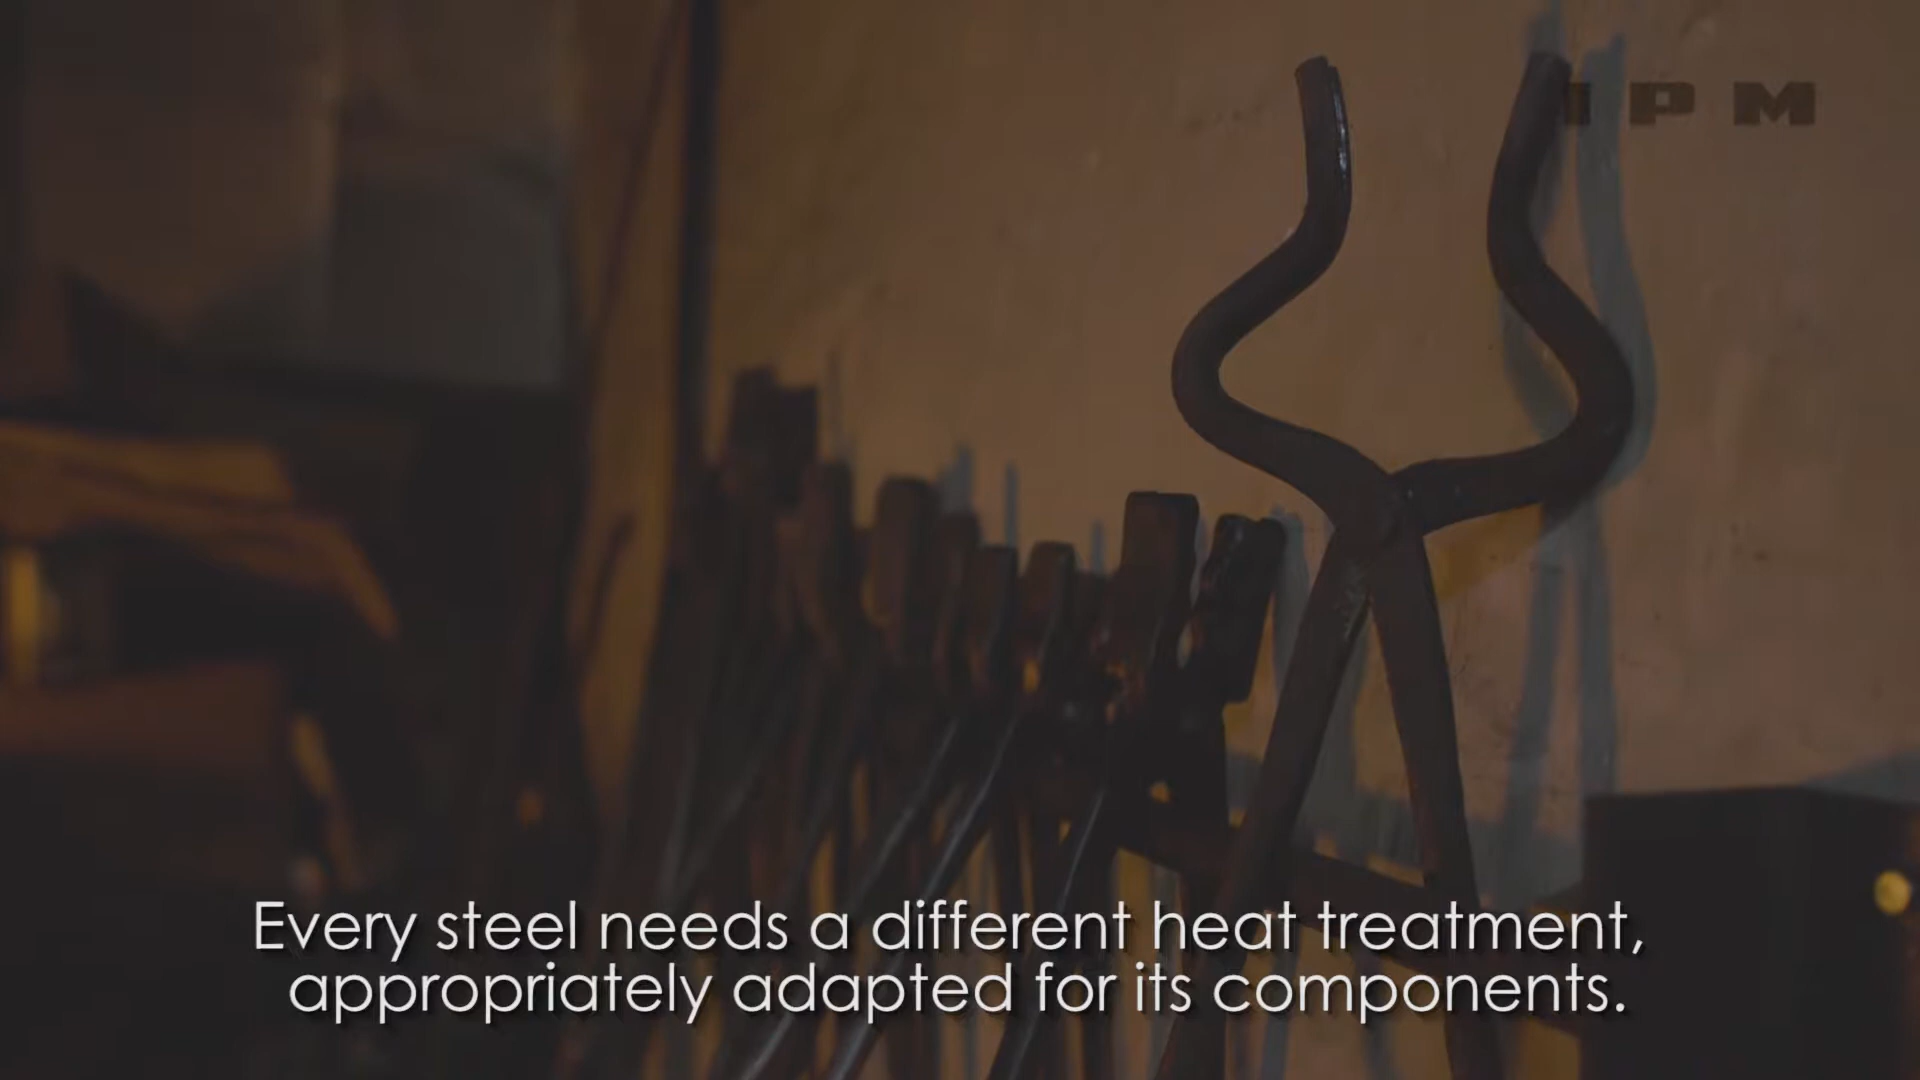 IPM
Every steel needs a different heat treatment,
appropriately adapted for its components.